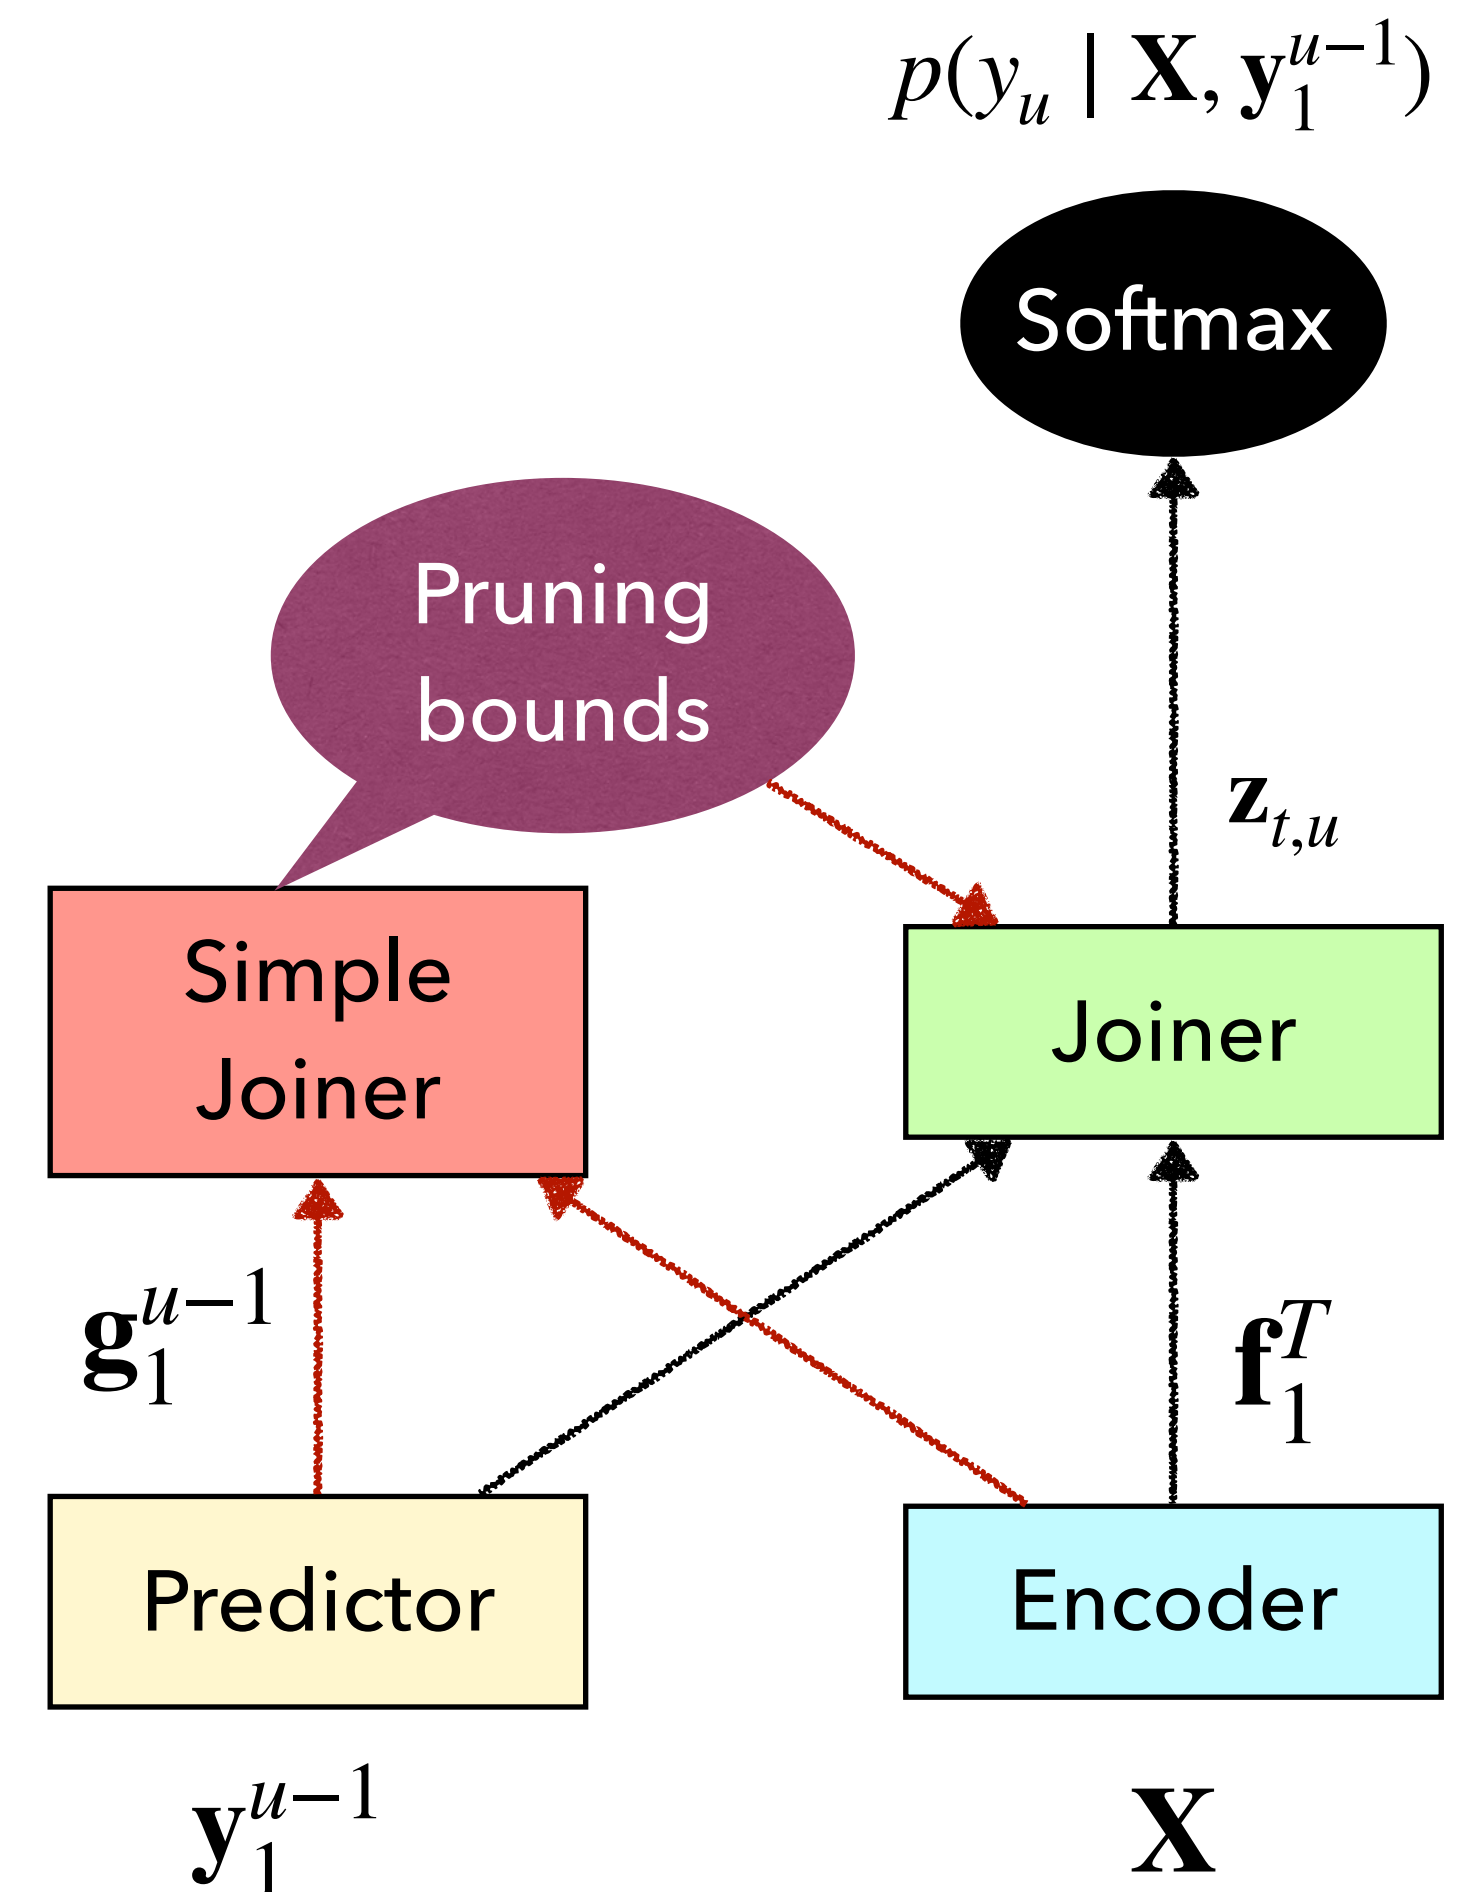 p(y_u | X, y_1^{u−1})
Softmax
Pruning
bounds
z_{t,u}
Simple
Joiner
Joiner
g_1^{u−1}
f_1^T
Predictor
Encoder
y_1^{u−1}
X